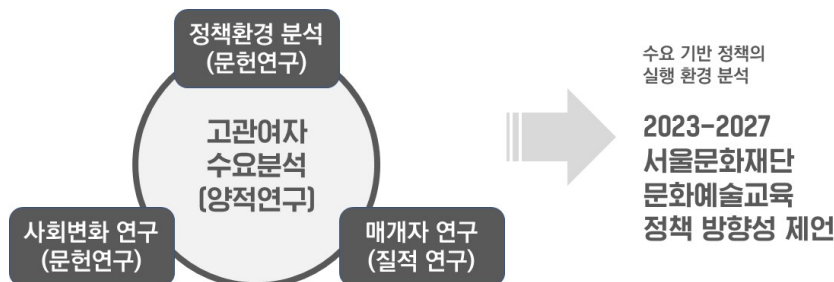 정책환경 분석
(문헌연구)
고관여자
수요분석
(양적연구)
사회변화 연구
(문헌연구)
매개자 연구
(질적 연구)
수요 기반 정책의
실행 환경 분석
2023-2027
서울문화재단
문화예술교육
정책 방향성 제언